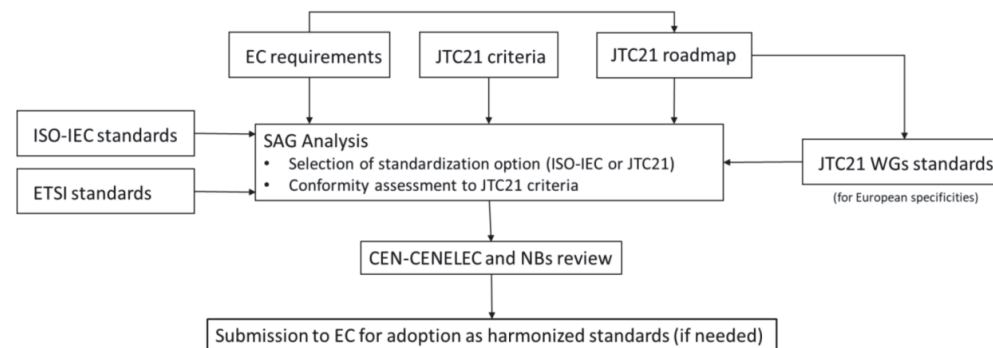 EC requirements
JTC21 criteria
JTC21 roadmap
ISO-IEC standards
ETSI standards
SAG Analysis
• Selection of standardization option (ISO-IEC or JTC21)
• Conformity assessment to JTC21 criteria
JTC21 WGs standards
(for European specificities)
CEN-CENELEC and NBs review
Submission to EC for adoption as harmonized standards (if needed)